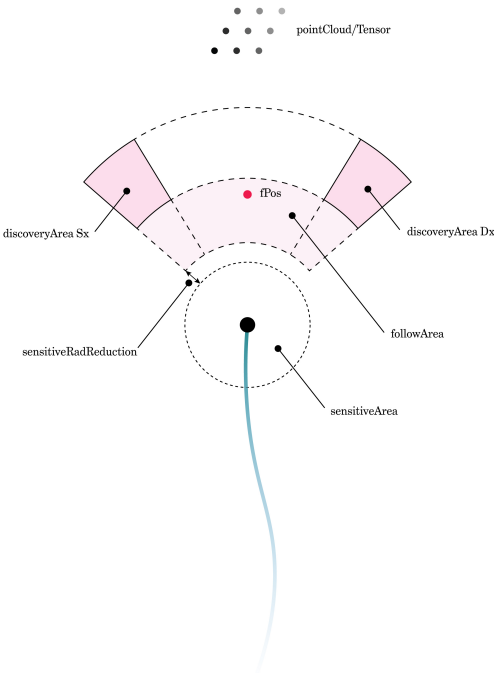 pointCloud/Tensor
fPos
discoveryArea Sx
discoveryArea Dx
followArea
sensitiveRadReduction
sensitiveArea